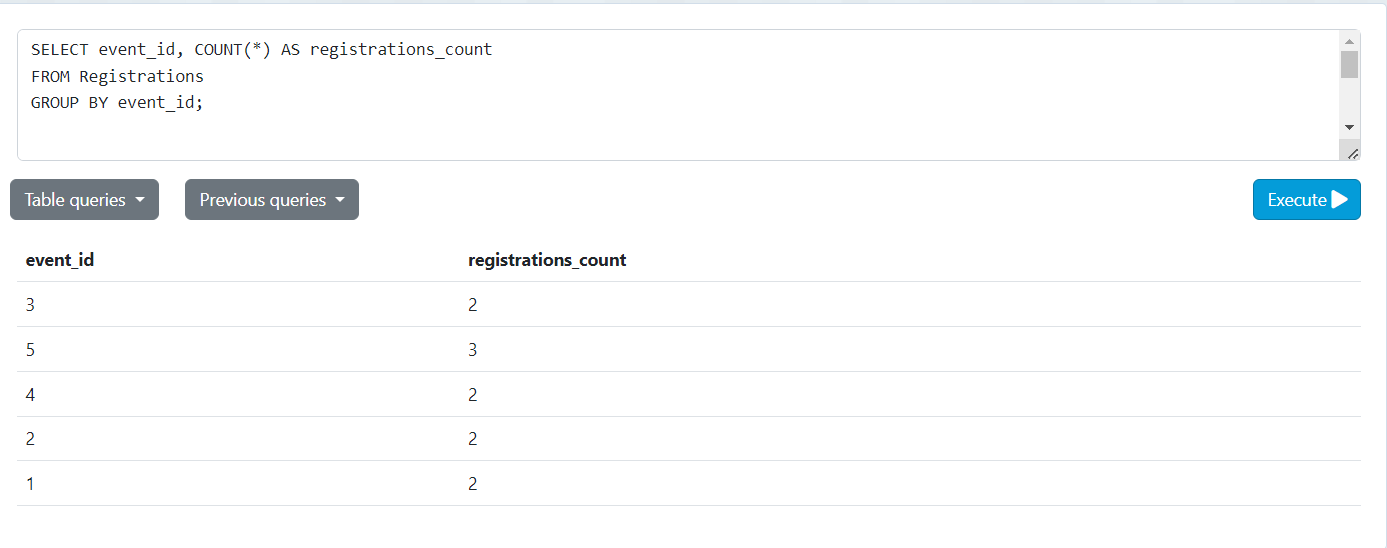 SELECT event_id, COUNT(*) AS registrations_count
FROM Registrations
GROUP BY event_id;
Table queries
Previous queries
Execute
event_id registrations_count
3 2
5 3
4 2
2 2
1 2